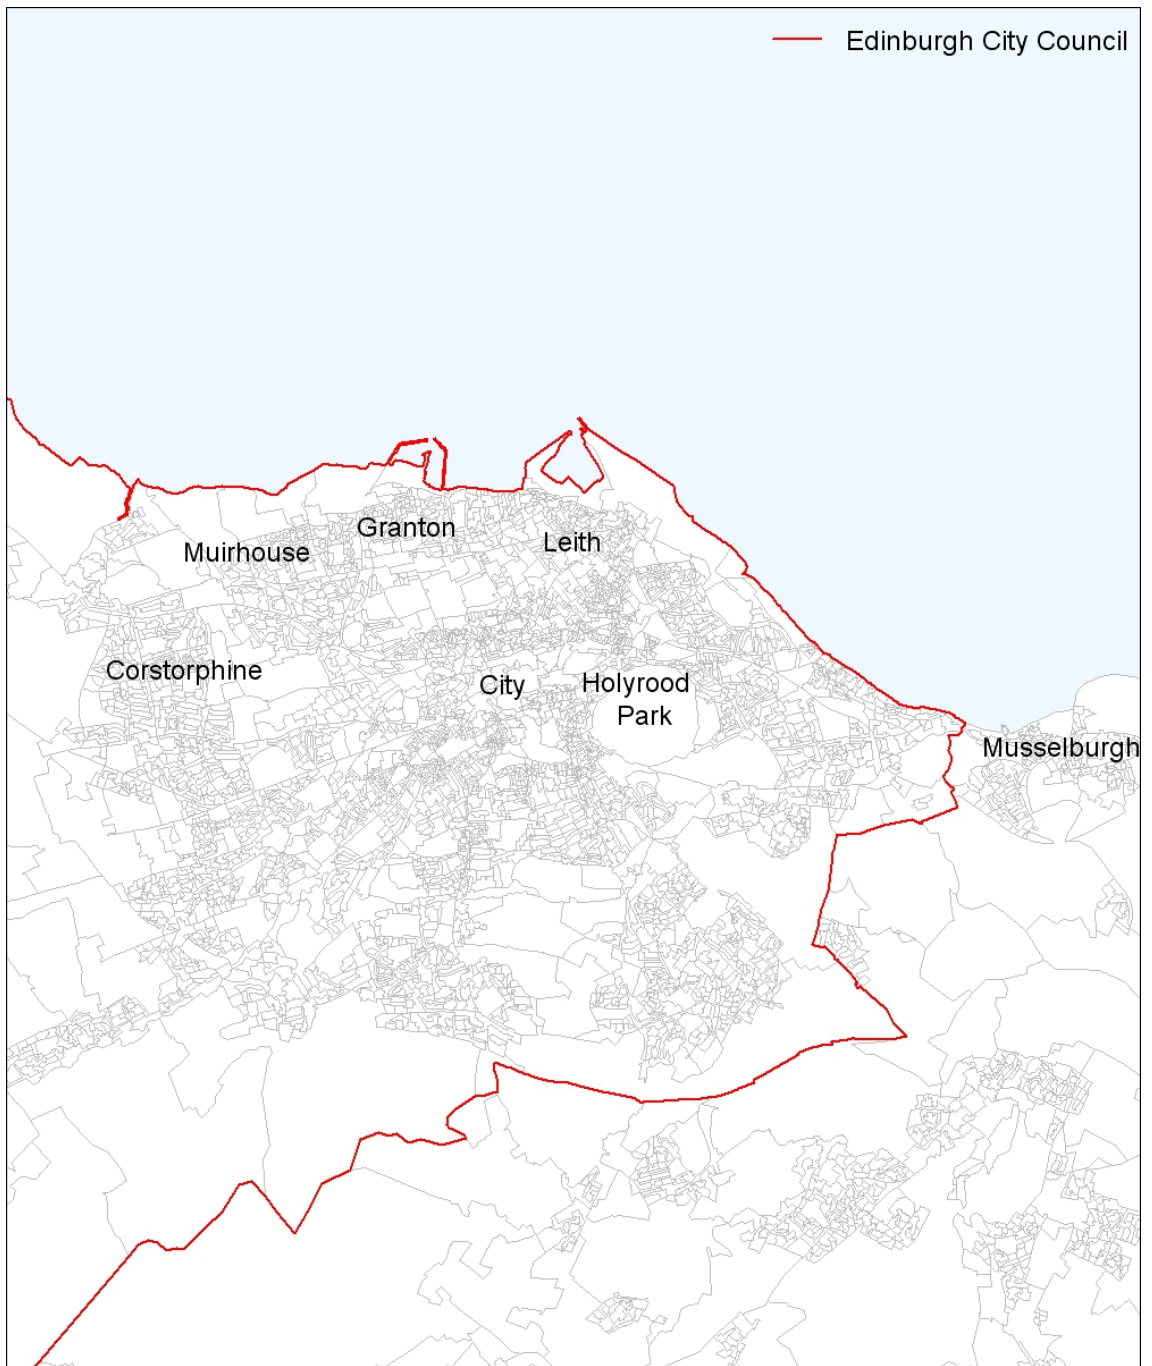 Edinburgh City Council
Granton
Leith
Muirhouse
Corstorphine
City
Holyrood
Park
Musselburgh